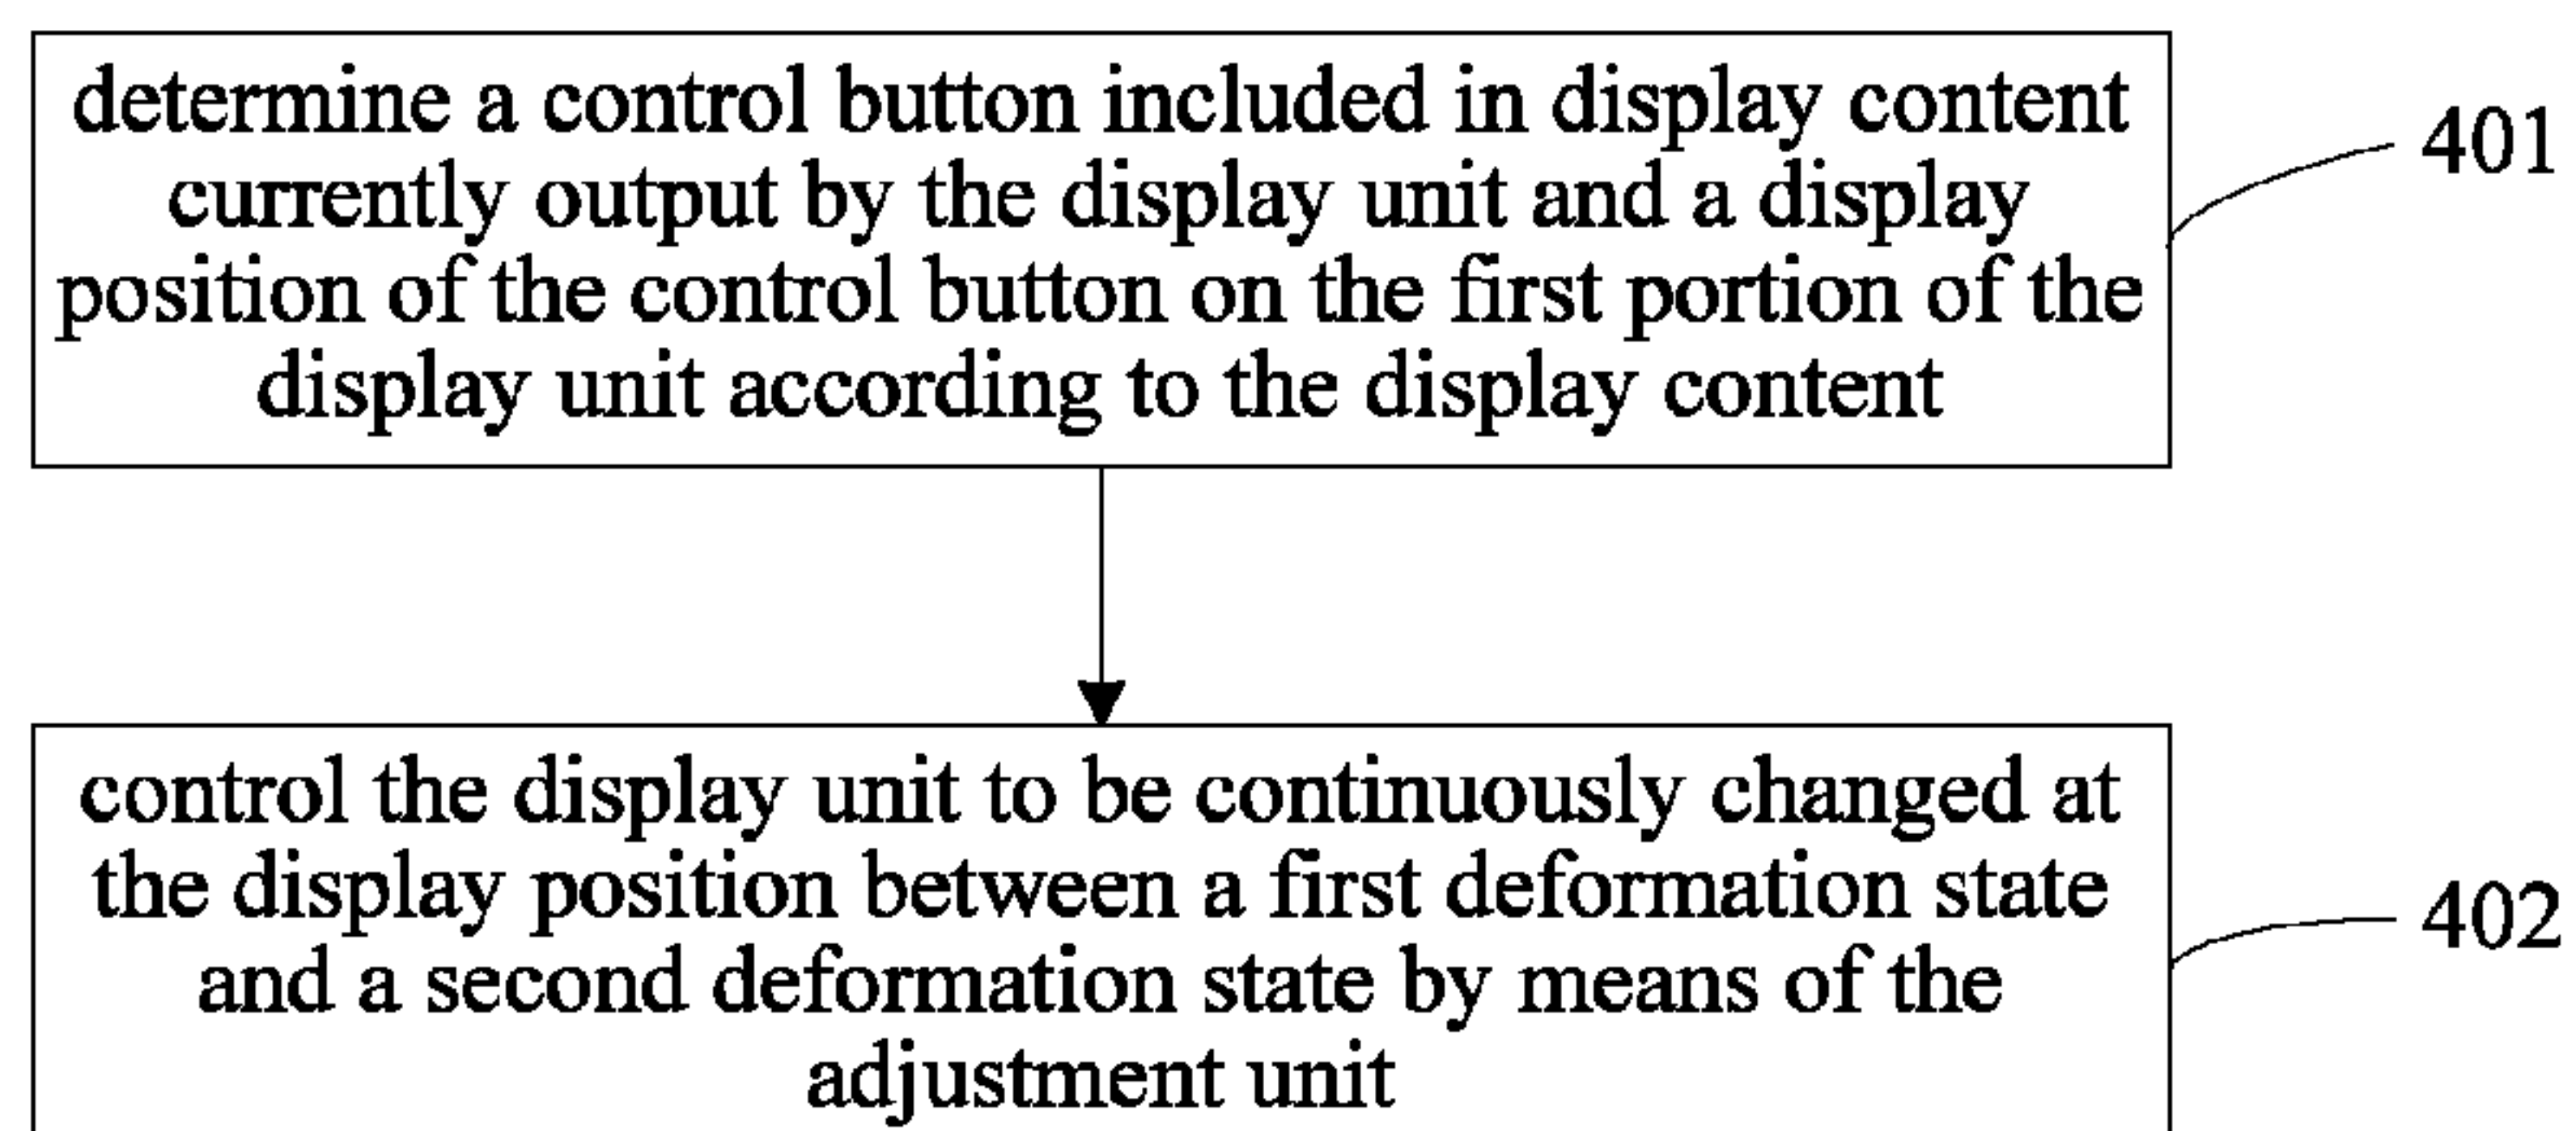 determine a control button included in display content
currently output by the display unit and a display
position of the control button on the first portion of the
display unit according to the display content
401
control the display unit to be continuously changed at
the display position between a first deformation state
and a second deformation state by means of the
adjustment unit
402